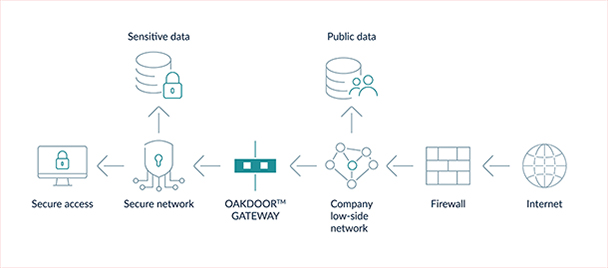 Sensitive data
Public data
Secure access
Secure network
OAKDOOR™
GATEWAY
Company
low-side
network
Firewall
Internet